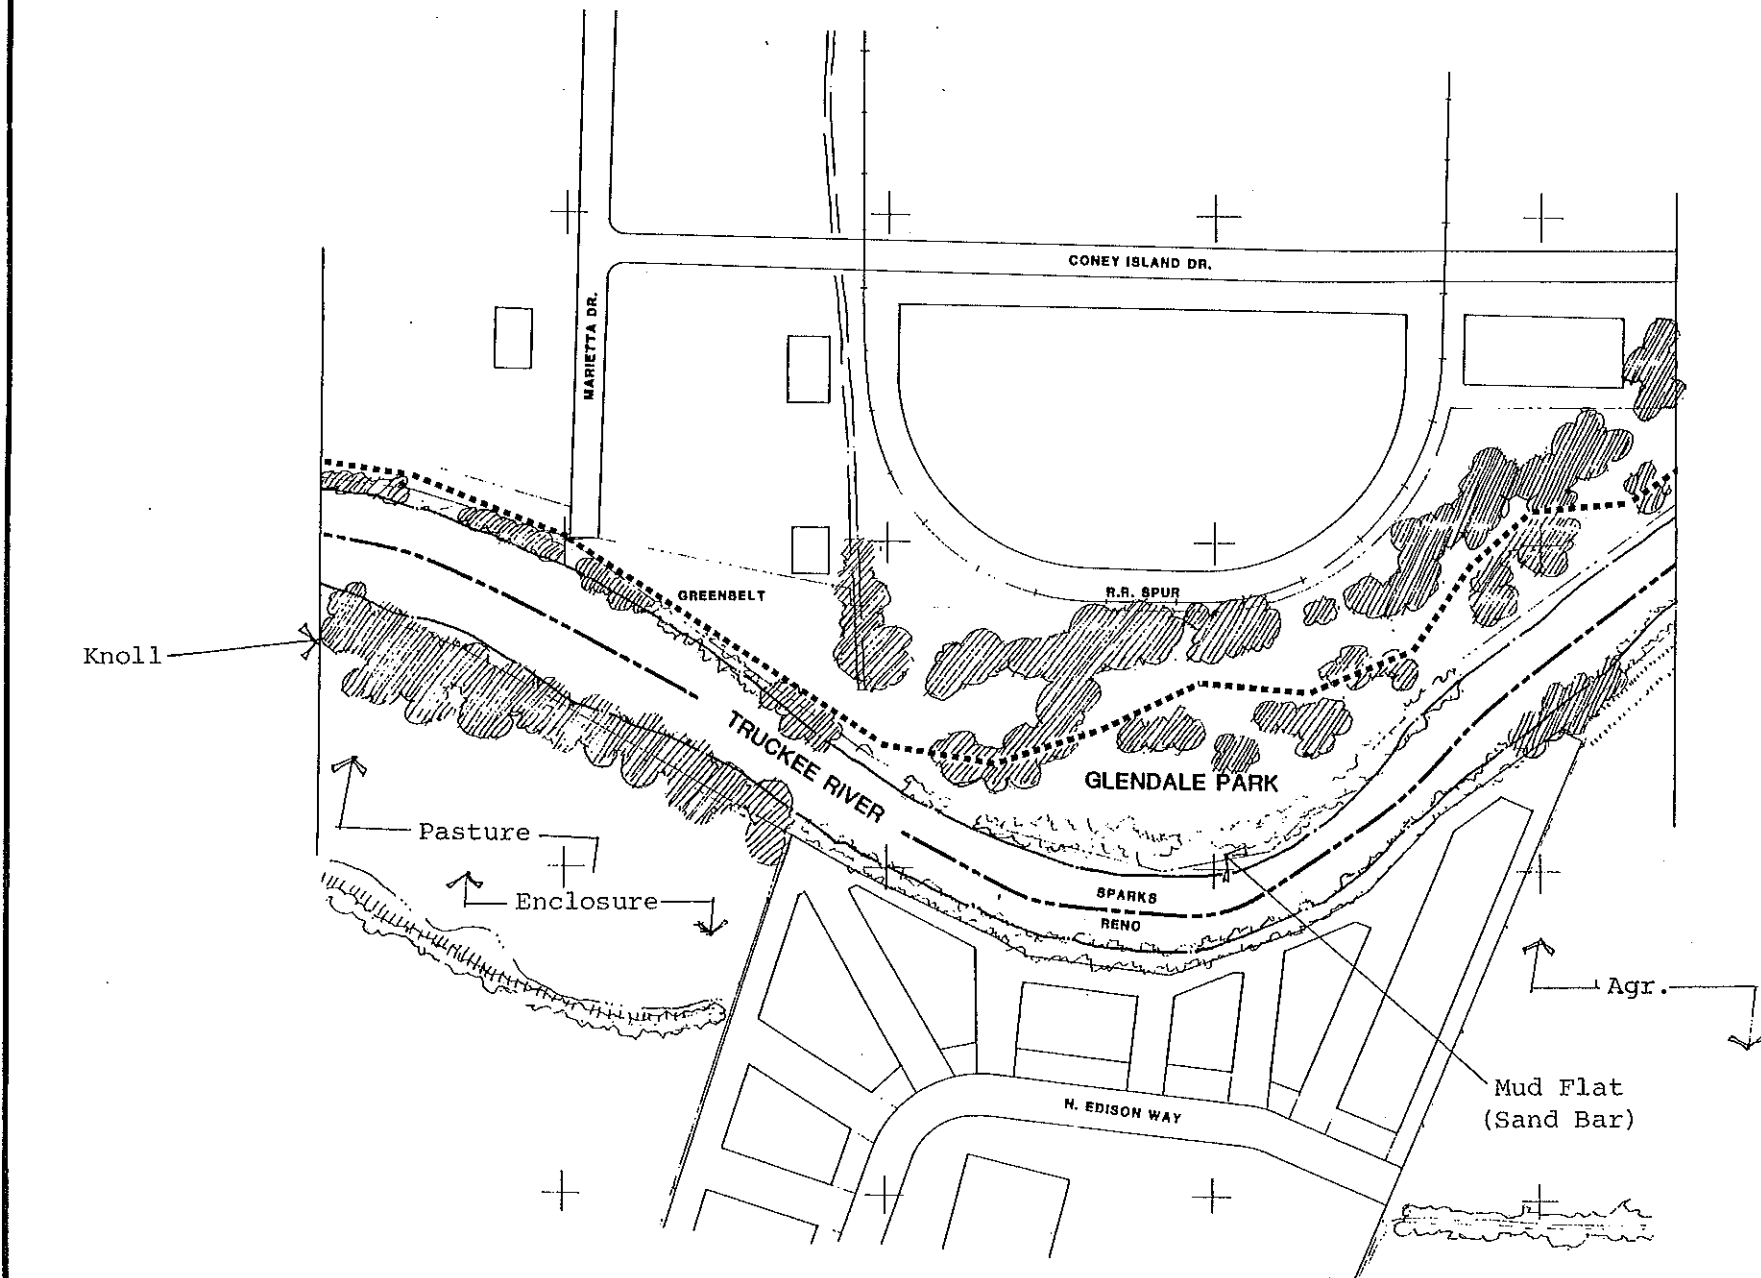 CONEY ISLAND DR.
MARIETTA DR.
GREENBELT
R.R. SPUR
Knoll
TRUCKEE RIVER
GLENDALE PARK
Pasture
SPARKS
Enclosure
RENO
Agr.
Mud Flat
(Sand Bar)
N. EDISON WAY